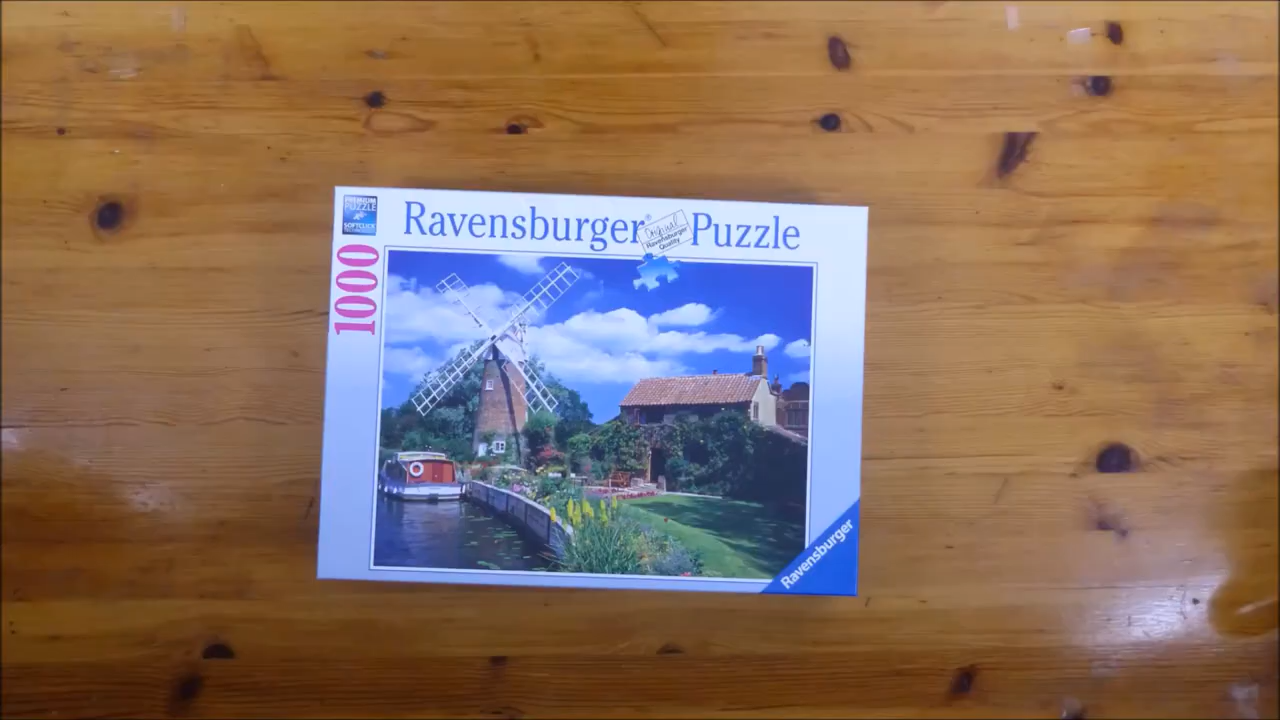 PREMIUM
PUZZLE
SOFTCLICK
Ravensburger® Puzzle
Original
Ravensburger
Quality
1000
Ravensburger